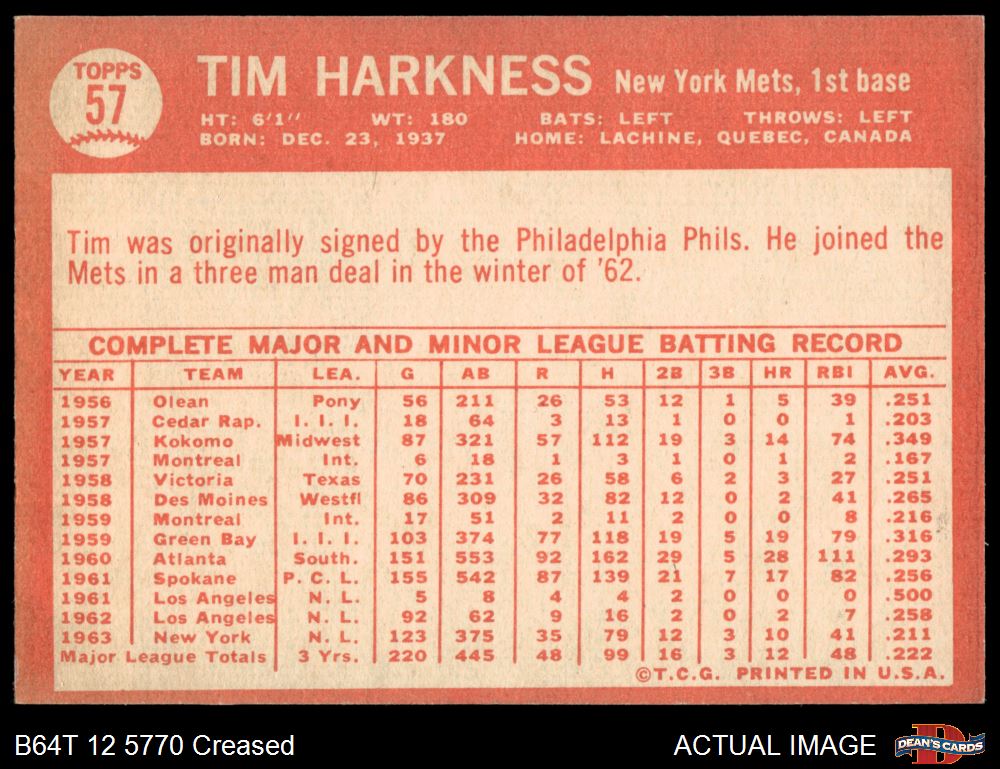 TOPPS
57
TIM HARKNESS New York Mets, 1st base
HT: 6'1" WT: 180 BATS: LEFT THROWS: LEFT
BORN: DEC. 23, 1937 HOME: LACHINE, QUEBEC, CANADA
Tim was originally signed by the Philadelphia Phils. He joined the
Mets in a three man deal in the winter of '62.
COMPLETE MAJOR AND MINOR LEAGUE BATTING RECORD
YEAR TEAM LEA. G AB R H 2B 3B HR RBI AVG.
1956 Olean Pony 56 211 26 53 12 1 5 39 .251
1957 Cedar Rap. I. I. I. 18 64 3 13 1 0 0 1 .203
1957 Kokomo Midwest 87 321 57 112 19 3 14 74 .349
1957 Montreal Int. 6 18 1 3 1 0 1 2 .167
1958 Victoria Texas 70 231 26 58 6 2 3 27 .251
1958 Des Moines Westfl 86 309 32 82 12 0 2 41 .265
1959 Montreal Int. 17 51 2 11 2 0 0 8 .216
1959 Green Bay I. I. I. 103 374 77 118 19 5 19 79 .316
1960 Atlanta South. 151 553 92 162 29 5 28 111 .293
1961 Spokane P. C. L. 155 542 87 139 21 7 17 82 .256
1961 Los Angeles N. L. 5 8 4 4 2 0 0 0 .500
1962 Los Angeles N. L. 92 62 9 16 2 0 2 7 .258
1963 New York N. L. 123 375 35 79 12 3 10 41 .211
Major League Totals 3 Yrs. 220 445 48 99 16 3 12 48 .222
©T.C.G. PRINTED IN U.S.A.
B64T 12 5770 Creased
ACTUAL IMAGE
DEAN'S CARDS